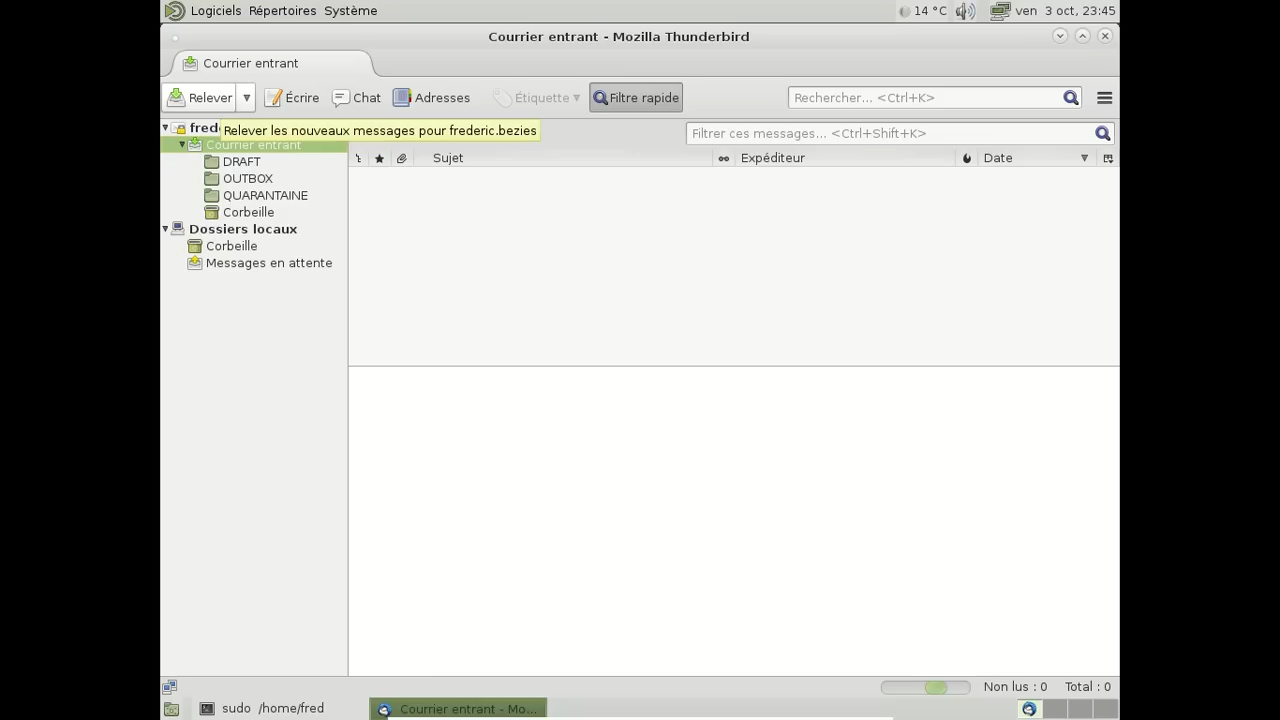 Logiciels Répertoires Système 14 °C ven 3 oct, 23:45
Courrier entrant - Mozilla Thunderbird
Courrier entrant
Relever Écrire Chat Adresses Étiquette Filtre rapide Rechercher... <Ctrl+K>
Relever les nouveaux messages pour frederic.bezies
Filtrer ces messages... <Ctrl+Shift+K>
Courrier entrant
Sujet Expéditeur Date
DRAFT
OUTBOX
QUARANTAINE
Corbeille
Dossiers locaux
Corbeille
Messages en attente
Non lus : 0 Total : 0
sudo /home/fred Courrier entrant - Mo...